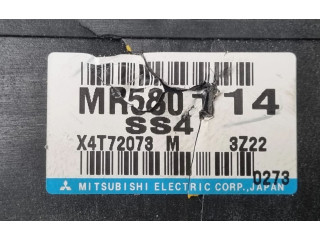 MR580114
SS4
X4T72073 M 3Z22
0273
MITSUBISHI ELECTRIC CORP., JAPAN